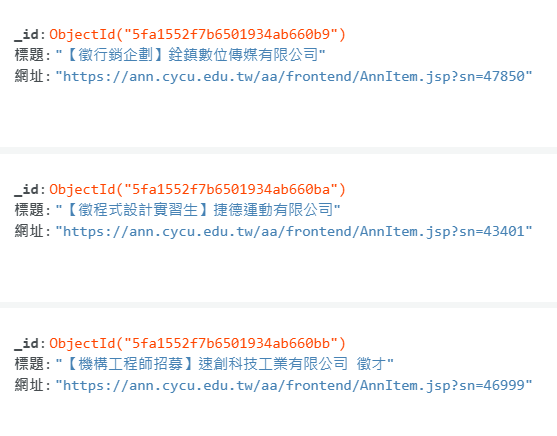 _id:ObjectId("5fa1552f7b6501934ab660b9")
標題:"【徵行銷企劃】銓鎮數位傳媒有限公司"
網址:"https://ann.cycu.edu.tw/aa/frontend/AnnItem.jsp?sn=47850"
_id:ObjectId("5fa1552f7b6501934ab660ba")
標題:"【徵程式設計實習生】捷德運動有限公司"
網址:"https://ann.cycu.edu.tw/aa/frontend/AnnItem.jsp?sn=43401"
_id:ObjectId("5fa1552f7b6501934ab660bb")
標題:"【機構工程師招募】速創科技工業有限公司 徵才"
網址:"https://ann.cycu.edu.tw/aa/frontend/AnnItem.jsp?sn=46999"